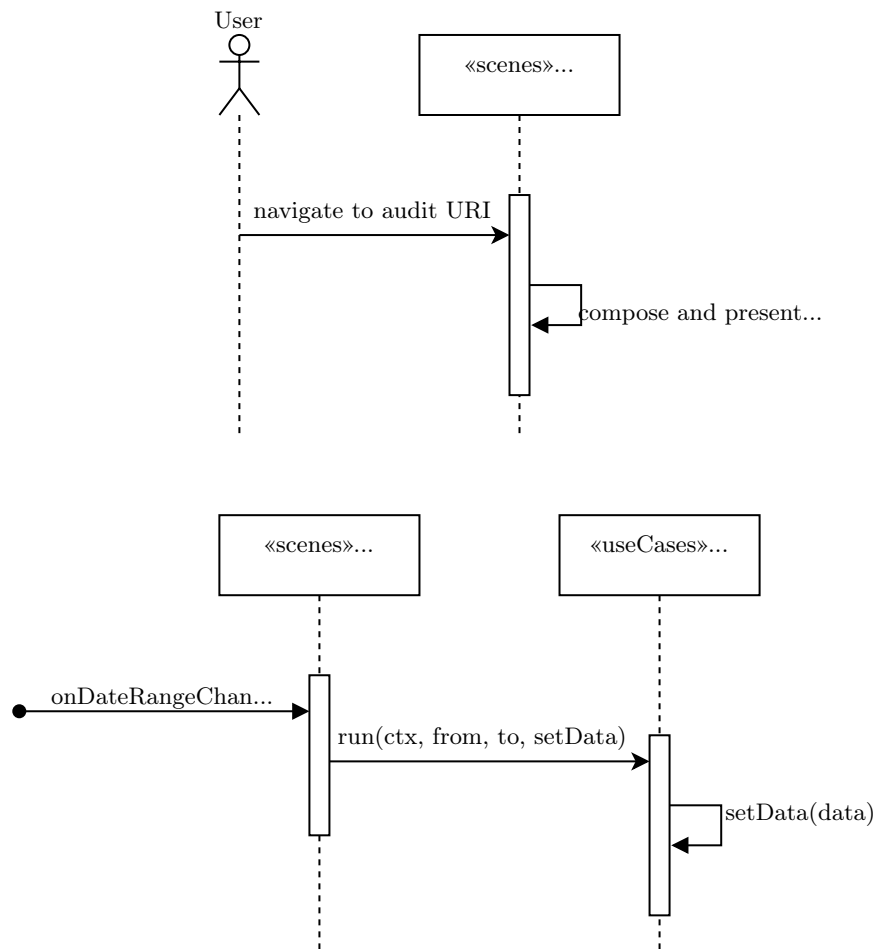 User
«scenes»...
navigate to audit URI
compose and present...
«scenes»...
«useCases»...
onDateRangeChan...
run(ctx, from, to, setData)
setData(data)